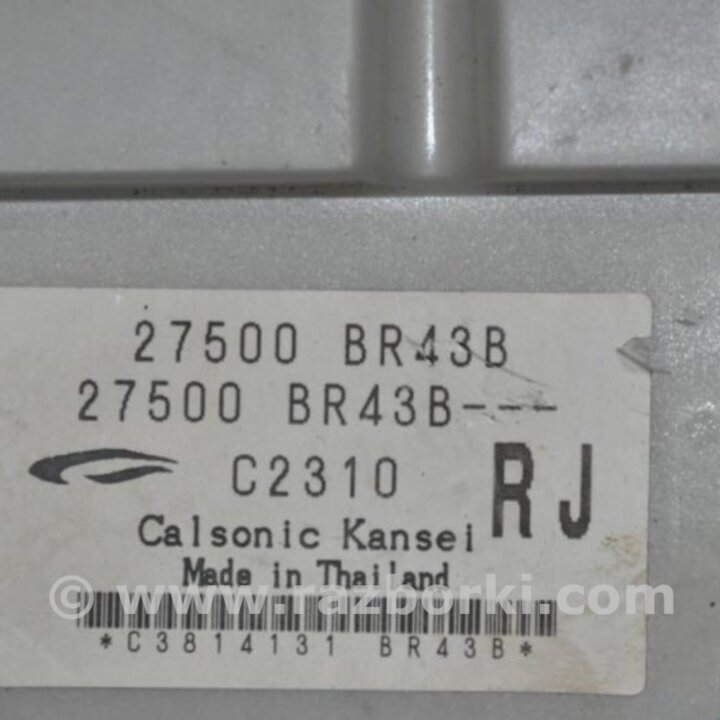 27500 BR43B
27500 BR43B---
C2310 RJ
Calsonic Kansei
Made in Thailand
© www.razborki.com
*C3814131 BR43B*